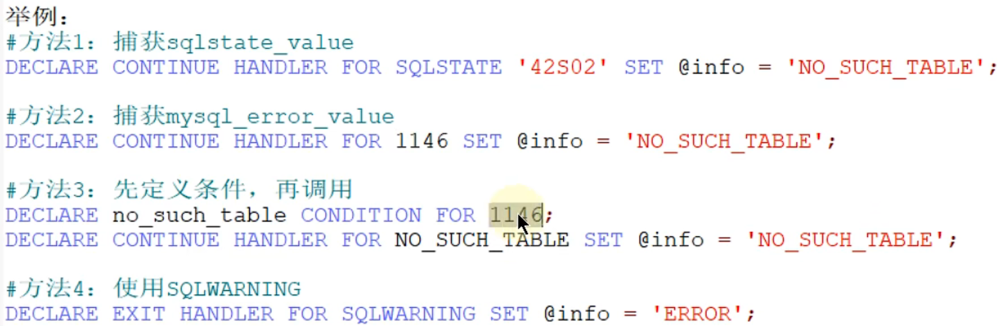 举例：
#方法1：捕获sqlstate_value
DECLARE CONTINUE HANDLER FOR SQLSTATE '42S02' SET @info = 'NO_SUCH_TABLE';
#方法2：捕获mysql_error_value
DECLARE CONTINUE HANDLER FOR 1146 SET @info = 'NO_SUCH_TABLE';
#方法3：先定义条件，再调用
DECLARE no_such_table CONDITION FOR 1146;
DECLARE CONTINUE HANDLER FOR NO_SUCH_TABLE SET @info = 'NO_SUCH_TABLE';
#方法4：使用SQLWARNING
DECLARE EXIT HANDLER FOR SQLWARNING SET @info = 'ERROR';